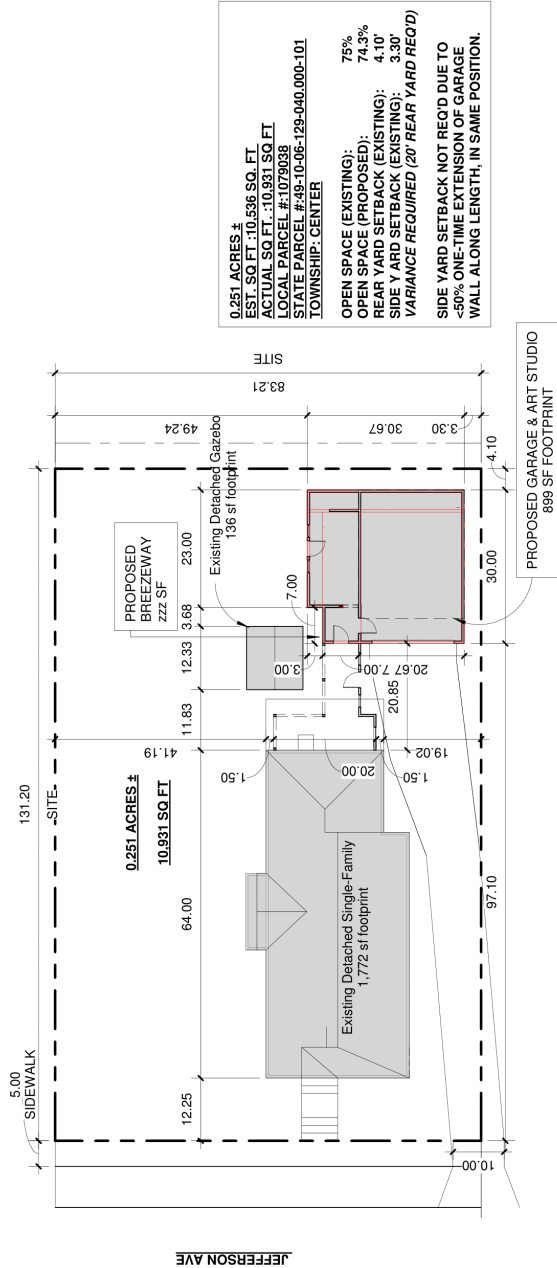 5.00
SIDEWALK
131.20
SITE
83.21
SITE
12.25
64.00
11.83
12.33
3.68
23.00
49.24
0.251 ACRES ±
10,931 SQ FT
41.19
PROPOSED
BREEZEWAY
zzz SF
Existing Detached Gazebo
136 sf footprint
7.00
3.00
1.50
20.00
20.67
7.00
20.85
19.02
1.50
30.67
3.30
Existing Detached Single-Family
1,772 sf footprint
10.00
97.10
30.00
4.10
PROPOSED GARAGE & ART STUDIO
899 SF FOOTPRINT
JEFFERSON AVE
0.251 ACRES ±
EST. SQ FT :10,536 SQ. FT
ACTUAL SQ FT. :10,931 SQ FT
LOCAL PARCEL #:1079038
STATE PARCEL #:49-10-06-129-040.000-101
TOWNSHIP: CENTER
OPEN SPACE (EXISTING): 75%
OPEN SPACE (PROPOSED): 74.3%
REAR YARD SETBACK (EXISTING): 4.10'
SIDE Y ARD SETBACK (EXISTING): 3.30'
VARIANCE REQUIRED (20' REAR YARD REQ'D)
SIDE YARD SETBACK NOT REQ'D DUE TO
<50% ONE-TIME EXTENSION OF GARAGE
WALL ALONG LENGTH, IN SAME POSITION.